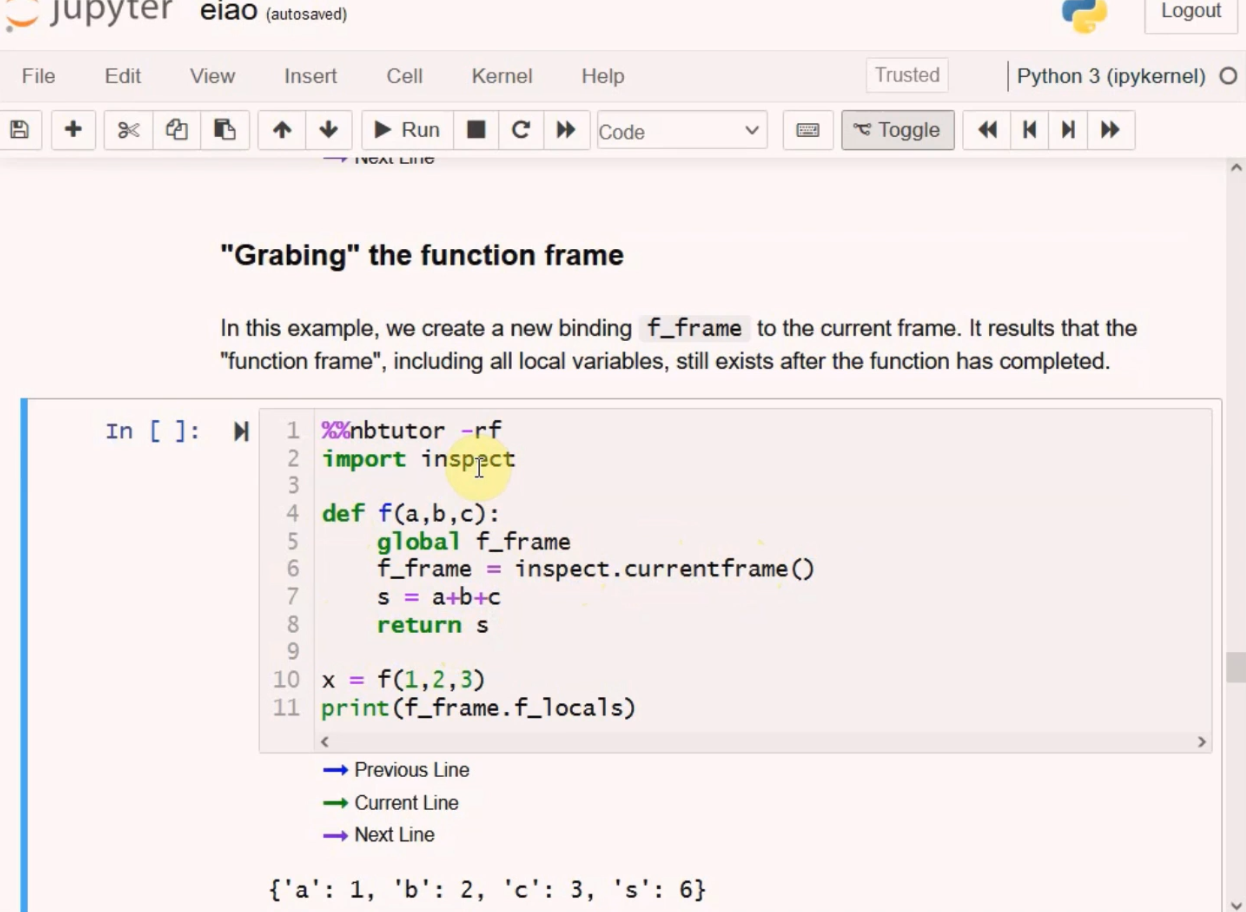 jupyter eiao (autosaved) Logout
File Edit View Insert Cell Kernel Help Trusted Python 3 (ipykernel)
Run Code Toggle
Next Line
"Grabing" the function frame
In this example, we create a new binding f_frame to the current frame. It results that the
"function frame", including all local variables, still exists after the function has completed.
In [ ]:
1 %%nbtutor -rf
2 import inspect
3
4 def f(a,b,c):
5     global f_frame
6     f_frame = inspect.currentframe()
7     s = a+b+c
8     return s
9
10 x = f(1,2,3)
11 print(f_frame.f_locals)
Previous Line
Current Line
Next Line
{'a': 1, 'b': 2, 'c': 3, 's': 6}